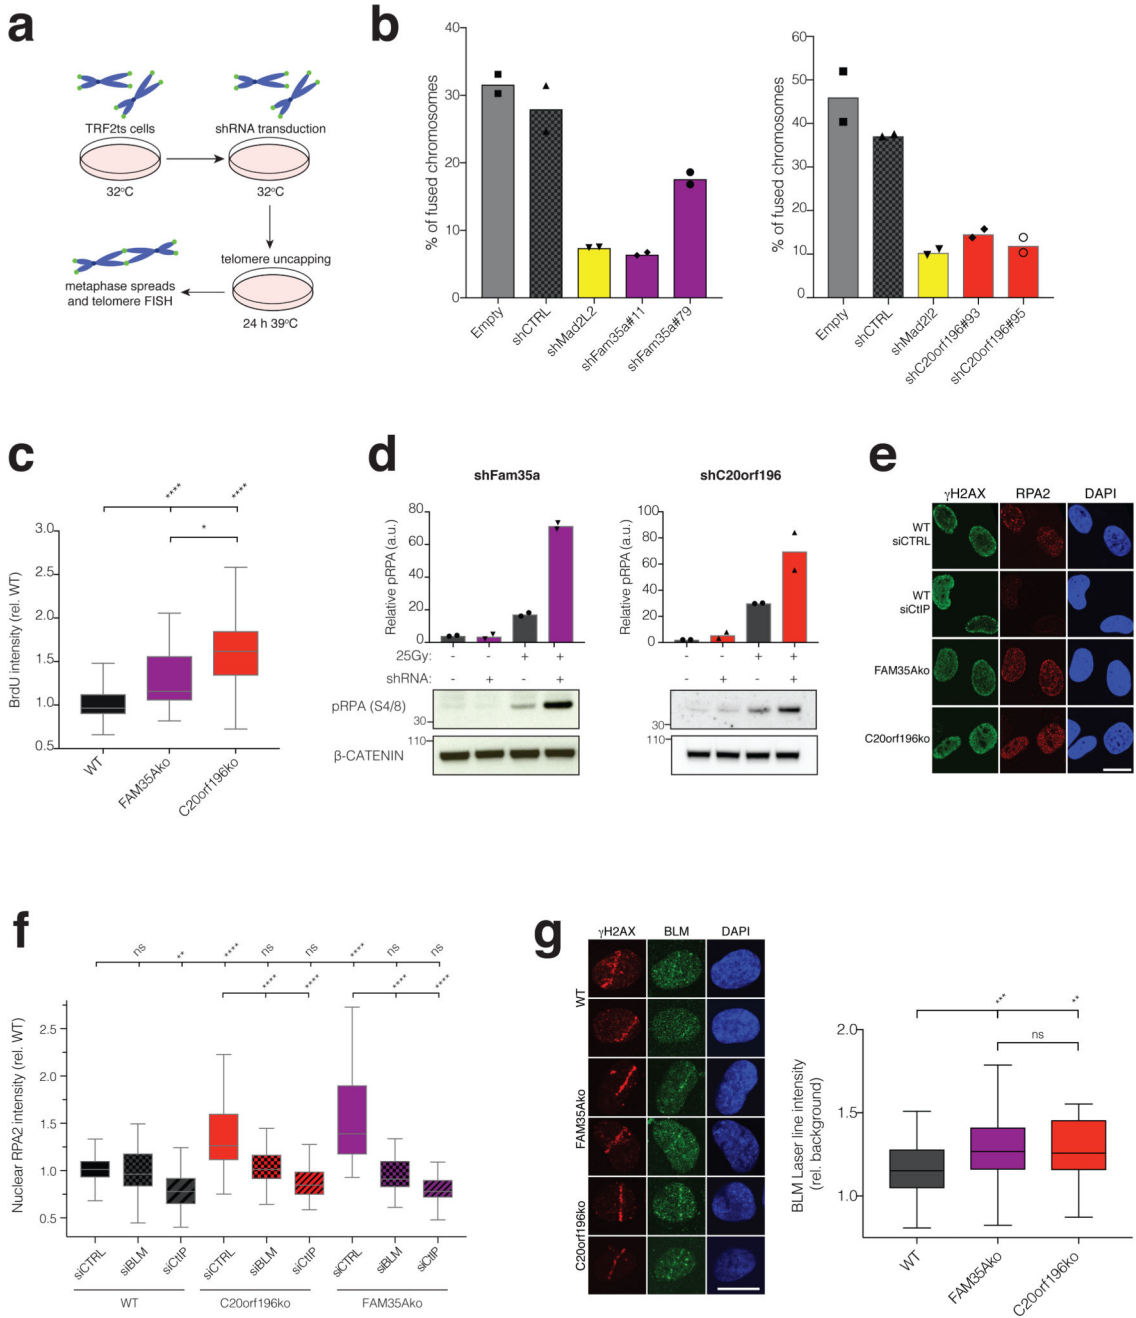 a
TRF2ts cells
shRNA transduction
32°C
32°C
telomere uncapping
metaphase spreads
and telomere FISH
24 h 39°C
b
% of fused chromosomes
40
30
20
10
0
Empty
shCTRL
shMad2L2
shFam35a#11
shFam35a#79
% of fused chromosomes
60
50
40
30
20
10
0
Empty
shCTRL
shMad2l2
shC20orf196#93
shC20orf196#95
c
**** ****
*
BrdU intensity (rel. WT)
3.0
2.5
2.0
1.5
1.0
0.5
WT
FAM35Ako
C20orf196ko
d
shFam35a
Relative pRPA (a.u.)
80
60
40
20
0
shC20orf196
Relative pRPA (a.u.)
100
80
60
40
20
0
25Gy: - - + + - - + +
shRNA: - + - + - + - +
pRPA (S4/8)
30
30
110
110
β-CATENIN
e
γH2AX RPA2 DAPI
WT
siCTRL
WT
siCtIP
FAM35Ako
C20orf196ko
f
ns ** **** ns ns **** ns ns
**** **** **** ****
Nuclear RPA2 intensity (rel. WT)
2.5
2.0
1.5
1.0
0.5
siCTRL
siBLM
siCtIP
siCTRL
siBLM
siCtIP
siCTRL
siBLM
siCtIP
WT
C20orf196ko
FAM35Ako
g
γH2AX BLM DAPI
WT
FAM35Ako
C20orf196ko
*** **
ns
BLM Laser line intensity
(rel. background)
2.0
1.5
1.0
WT
FAM35Ako
C20orf196ko